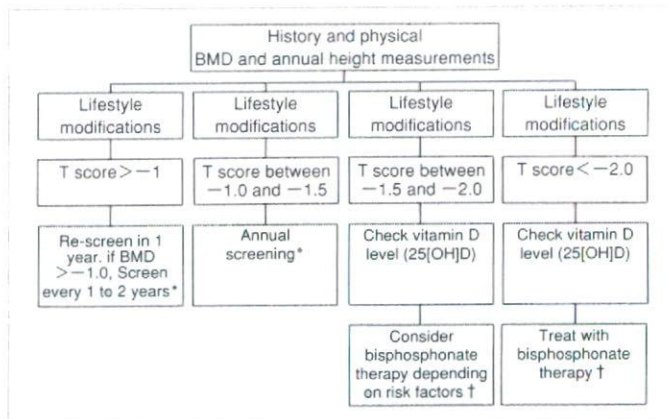 History and physical
BMD and annual height measurements
Lifestyle
modifications
Lifestyle
modifications
Lifestyle
modifications
Lifestyle
modifications
T score>−1
T score between
−1.0 and −1.5
T score between
−1.5 and −2.0
T score<−2.0
Re-screen in 1
year. if BMD
>−1.0, Screen
every 1 to 2 years*
Annual
screening*
Check vitamin D
level (25[OH]D)
Check vitamin D
level (25[OH]D)
Consider
bisphosphonate
therapy depending
on risk factors †
Treat with
bisphosphonate
therapy †